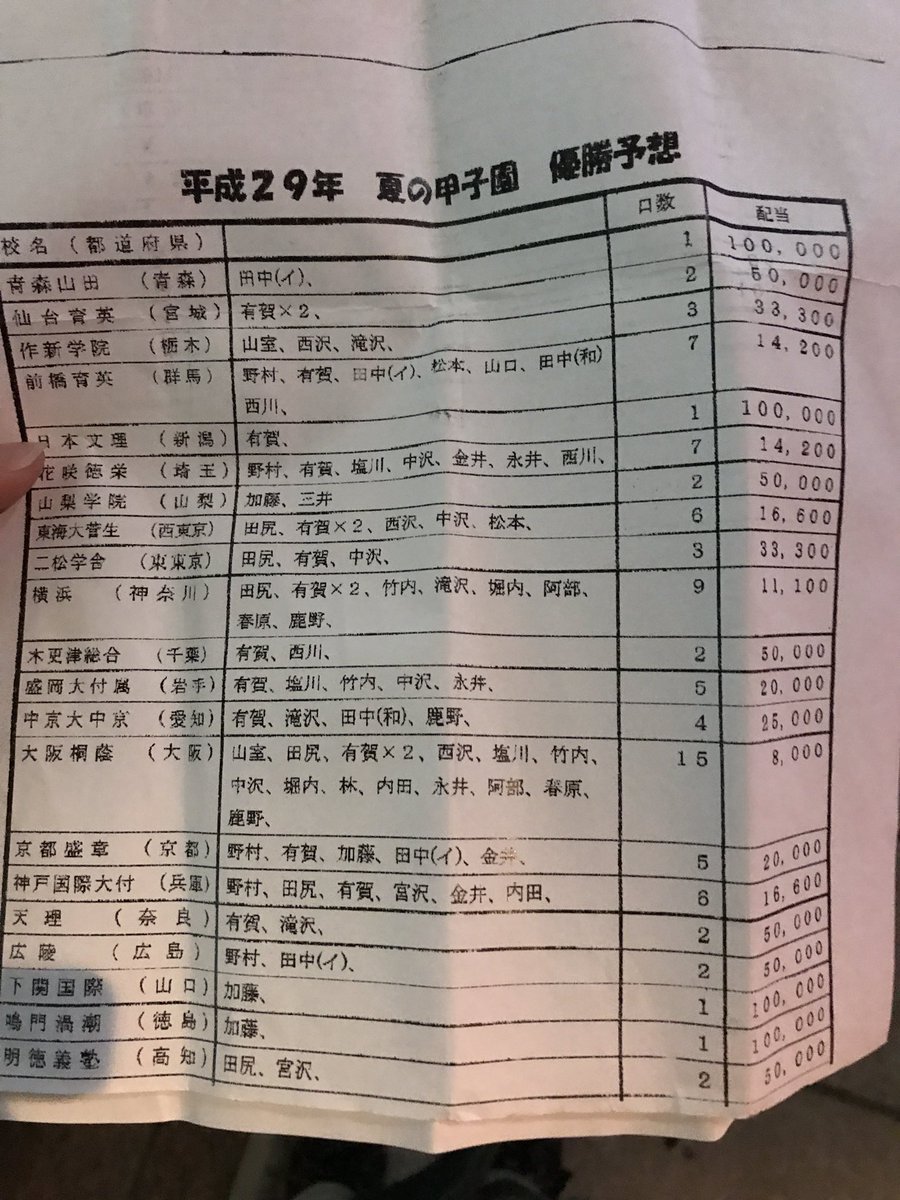 平成29年 夏の甲子園 優勝予想
校名(都道府県) 口数 配当
青森山田 (青森) 田中(イ)、 1 100,000
仙台育英 (宮城) 有賀×2、 2 50,000
作新学院 (栃木) 山室、西沢、滝沢、 3 33,300
前橋育英 (群馬) 野村、有賀、田中(イ)、松本、山口、田中(和) 7 14,200
西川、
日本文理 (新潟) 有賀、 1 100,000
花咲徳栄 (埼玉) 野村、有賀、塩川、中沢、金井、永井、西川、 7 14,200
山梨学院 (山梨) 加藤、三井 2 50,000
東海大菅生 (西東京) 田尻、有賀×2、西沢、中沢、松本、 6 16,600
二松学舎 (東東京) 田尻、有賀、中沢、 3 33,300
横浜 (神奈川) 田尻、有賀×2、竹内、滝沢、堀内、阿部、 9 11,100
春原、鹿野、
木更津総合 (千葉) 有賀、西川、 2 50,000
盛岡大付属 (岩手) 有賀、塩川、竹内、中沢、永井、 5 20,000
中京大中京 (愛知) 有賀、滝沢、田中(和)、鹿野、 4 25,000
大阪桐蔭 (大阪) 山室、田尻、有賀×2、西沢、塩川、竹内、 15 8,000
中沢、堀内、林、内田、永井、阿部、春原、
鹿野、
京都盛章 (京都) 野村、有賀、加藤、田中(イ)、金井、 5 20,000
神戸国際大付 (兵庫) 野村、田尻、有賀、宮沢、金井、内田、 6 16,600
天理 (奈良) 有賀、滝沢、 2 50,000
広陵 (広島) 野村、田中(イ)、 2 50,000
下関国際 (山口) 加藤、 1 100,000
鳴門渦潮 (徳島) 加藤、 1 100,000
明徳義塾 (高知) 田尻、宮沢、 2 50,000